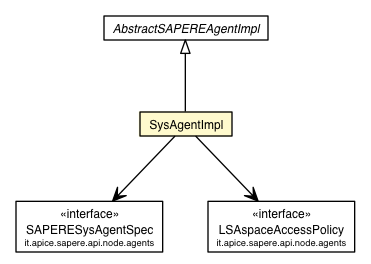 AbstractSAPEREAgentImpl
SysAgentImpl
«interface»
SAPERESysAgentSpec
it.apice.sapere.api.node.agents
«interface»
LSAspaceAccessPolicy
it.apice.sapere.api.node.agents